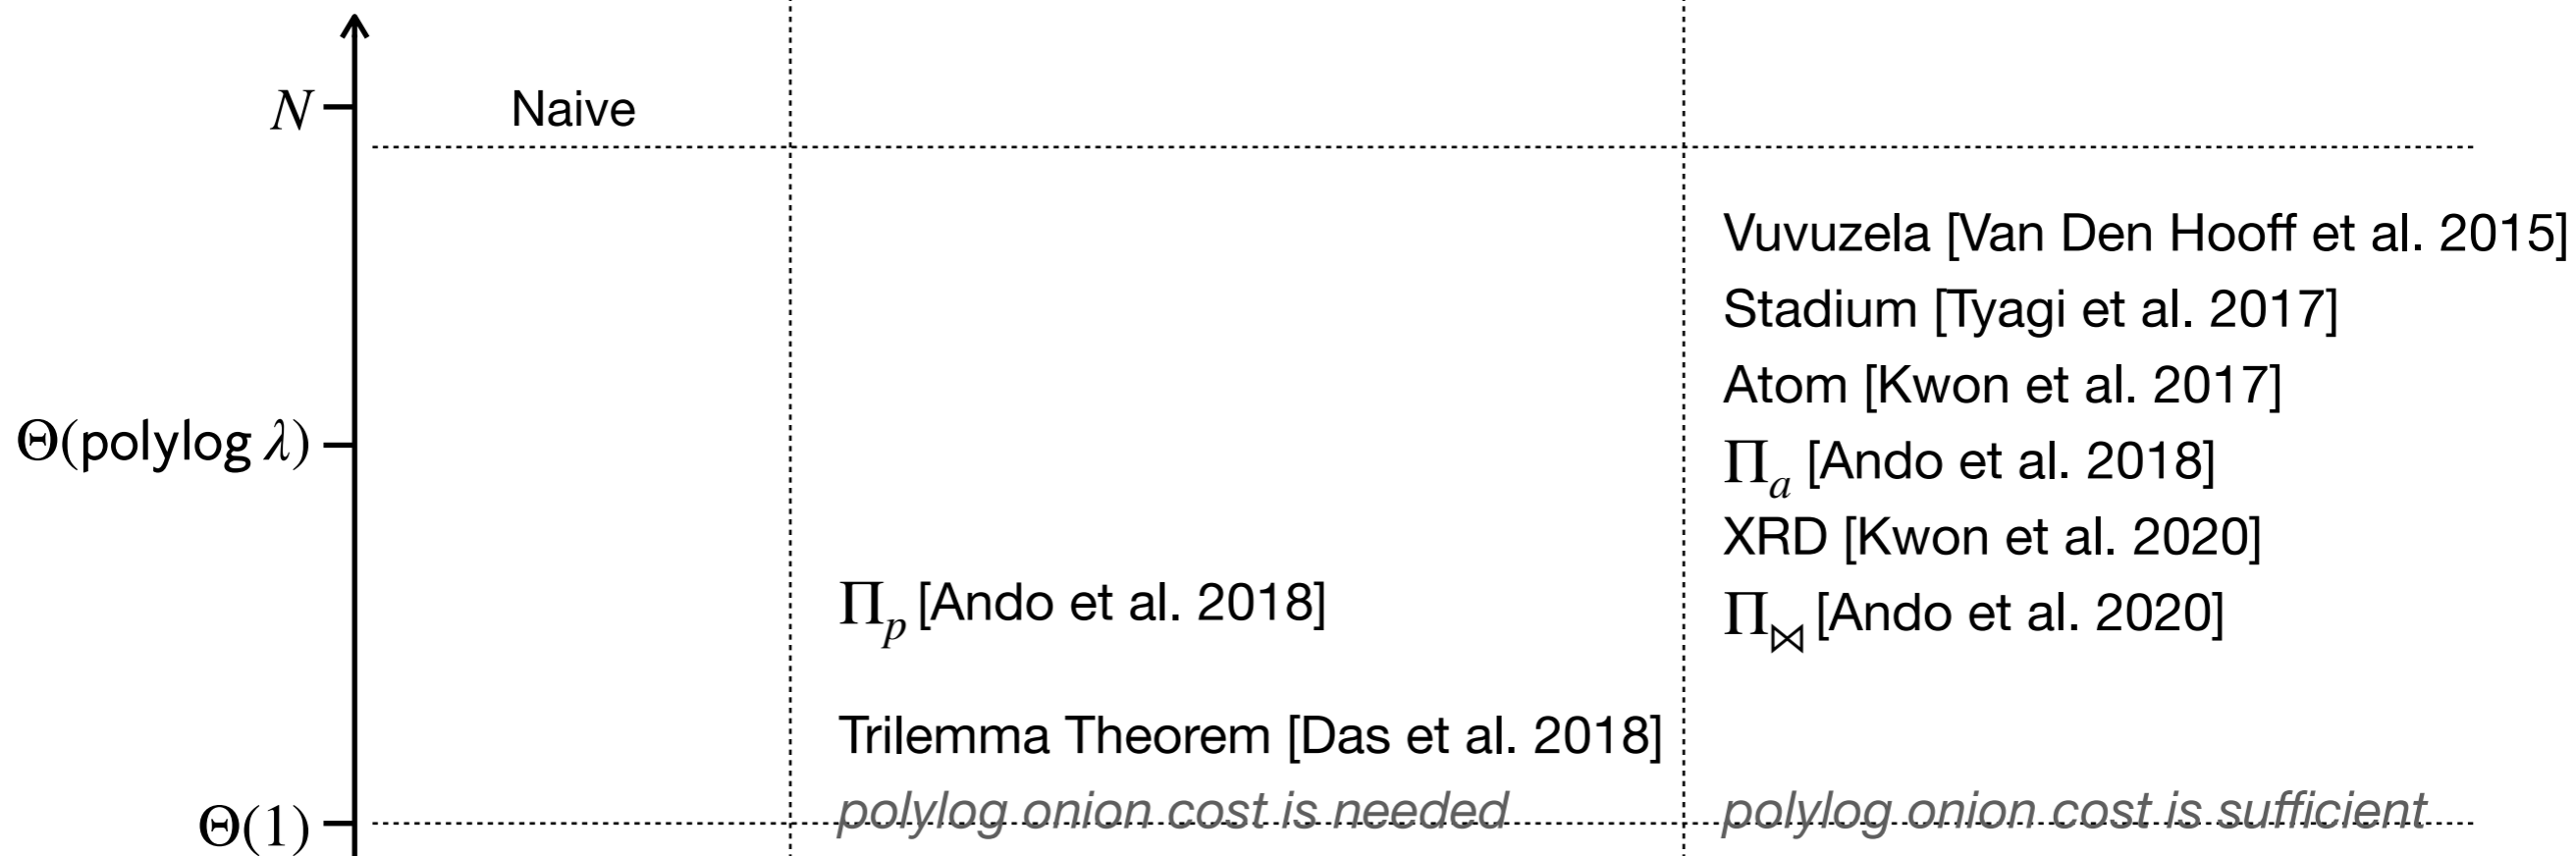 N
Naive
Vuvuzela [Van Den Hooff et al. 2015]
Stadium [Tyagi et al. 2017]
Atom [Kwon et al. 2017]
Θ(polylog λ)
Π_a [Ando et al. 2018]
XRD [Kwon et al. 2020]
Π_p [Ando et al. 2018]
Π_⋈ [Ando et al. 2020]
Trilemma Theorem [Das et al. 2018]
Θ(1)
polylog onion cost is needed
polylog onion cost is sufficient